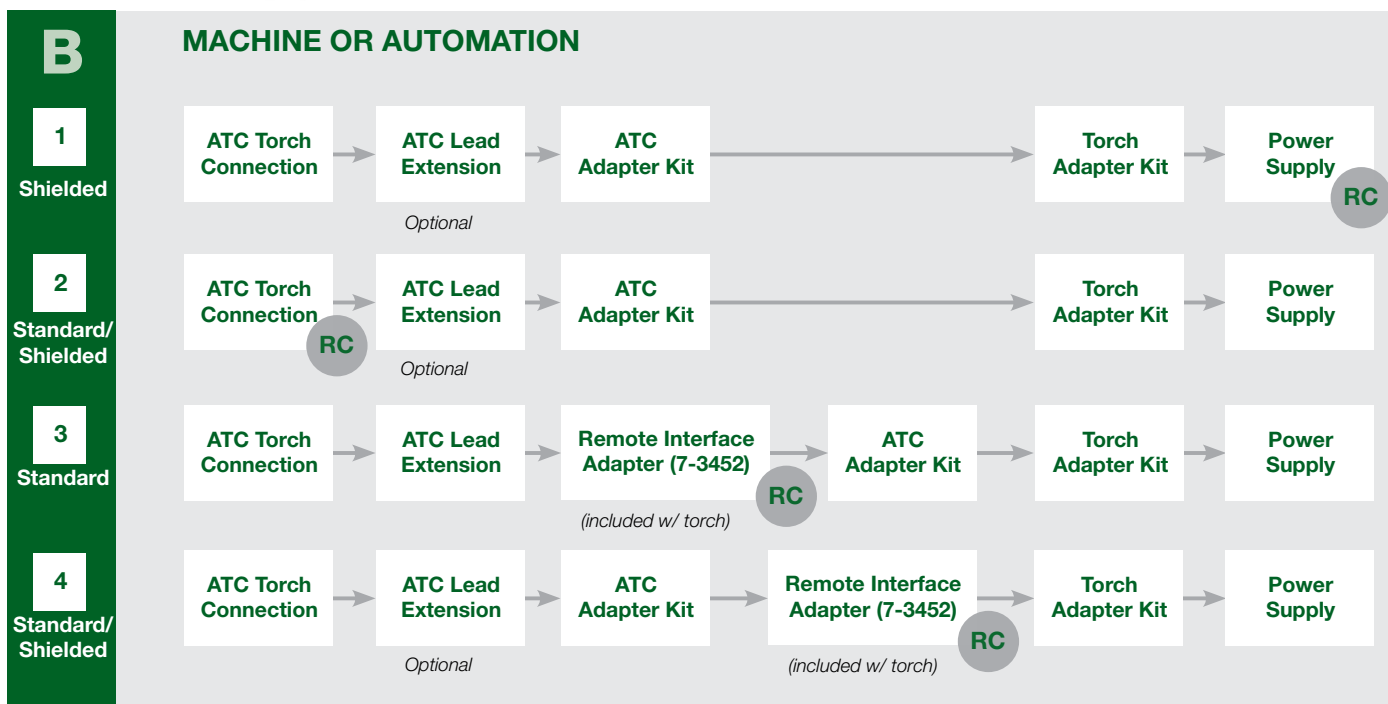 B
MACHINE OR AUTOMATION
1
Shielded
ATC Torch
Connection
ATC Lead
Extension
Optional
ATC
Adapter Kit
Torch
Adapter Kit
Power
Supply
RC
2
Standard/
Shielded
ATC Torch
Connection
RC
ATC Lead
Extension
Optional
ATC
Adapter Kit
Torch
Adapter Kit
Power
Supply
3
Standard
ATC Torch
Connection
ATC Lead
Extension
Remote Interface
Adapter (7-3452)
(included w/ torch)
RC
ATC
Adapter Kit
Torch
Adapter Kit
Power
Supply
4
Standard/
Shielded
ATC Torch
Connection
ATC Lead
Extension
Optional
ATC
Adapter Kit
Remote Interface
Adapter (7-3452)
(included w/ torch)
RC
Torch
Adapter Kit
Power
Supply